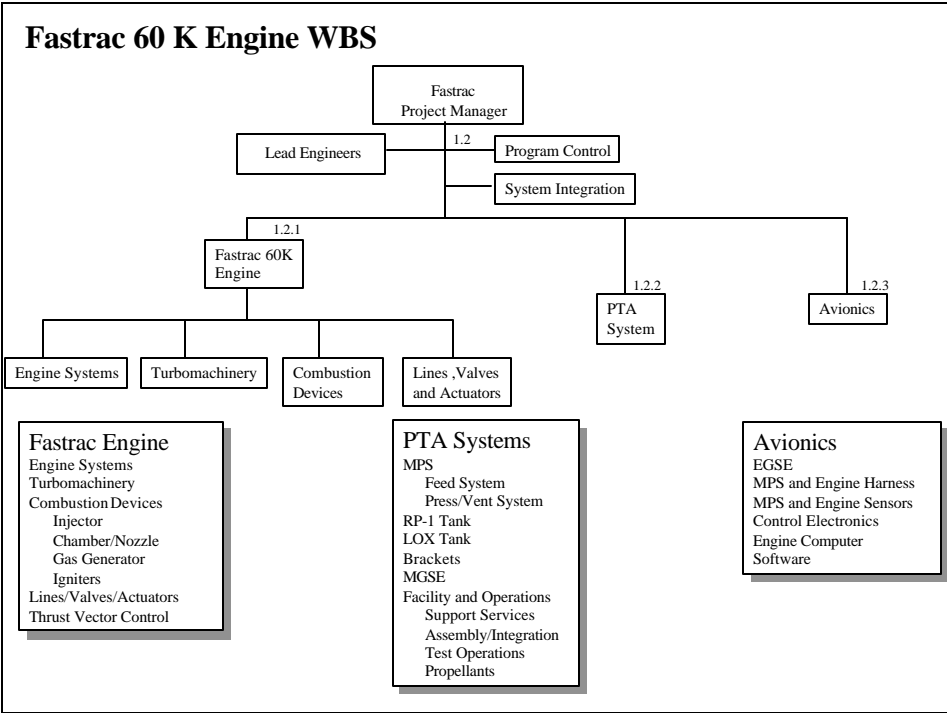 Fastrac 60 K Engine WBS
Fastrac
Project Manager
1.2
Lead Engineers
Program Control
System Integration
1.2.1
Fastrac 60K
Engine
1.2.2
PTA
System
1.2.3
Avionics
Engine Systems
Turbomachinery
Combustion
Devices
Lines ,Valves
and Actuators
Fastrac Engine
Engine Systems
Turbomachinery
Combustion Devices
Injector
Chamber/Nozzle
Gas Generator
Igniters
Lines/Valves/Actuators
Thrust Vector Control
PTA Systems
MPS
Feed System
Press/Vent System
RP-1 Tank
LOX Tank
Brackets
MGSE
Facility and Operations
Support Services
Assembly/Integration
Test Operations
Propellants
Avionics
EGSE
MPS and Engine Harness
MPS and Engine Sensors
Control Electronics
Engine Computer
Software